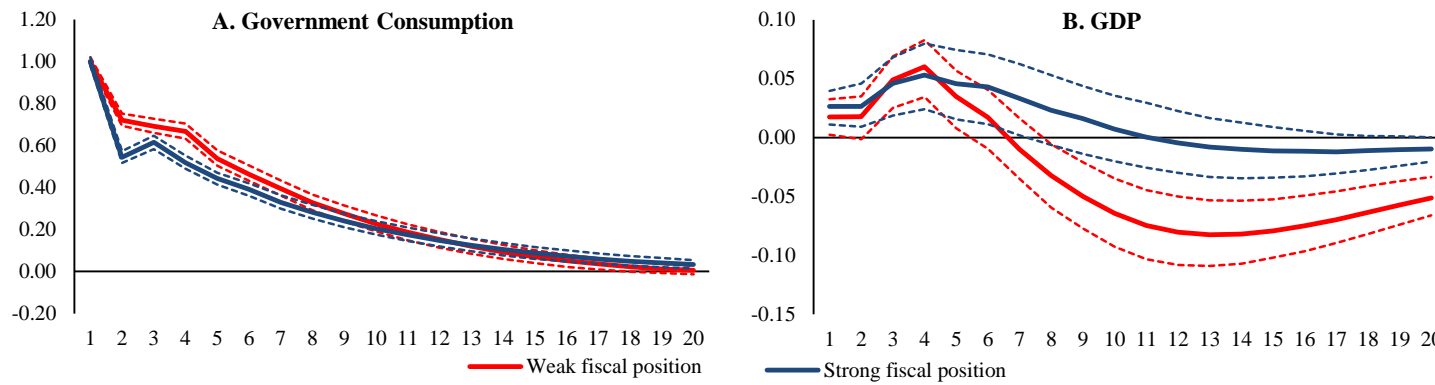 A. Government Consumption
1.20
1.00
0.80
0.60
0.40
0.20
0.00
-0.20
1 2 3 4 5 6 7 8 9 10 11 12 13 14 15 16 17 18 19 20
B. GDP
0.10
0.05
0.00
-0.05
-0.10
-0.15
1 2 3 4 5 6 7 8 9 10 11 12 13 14 15 16 17 18 19 20
Weak fiscal position
Strong fiscal position